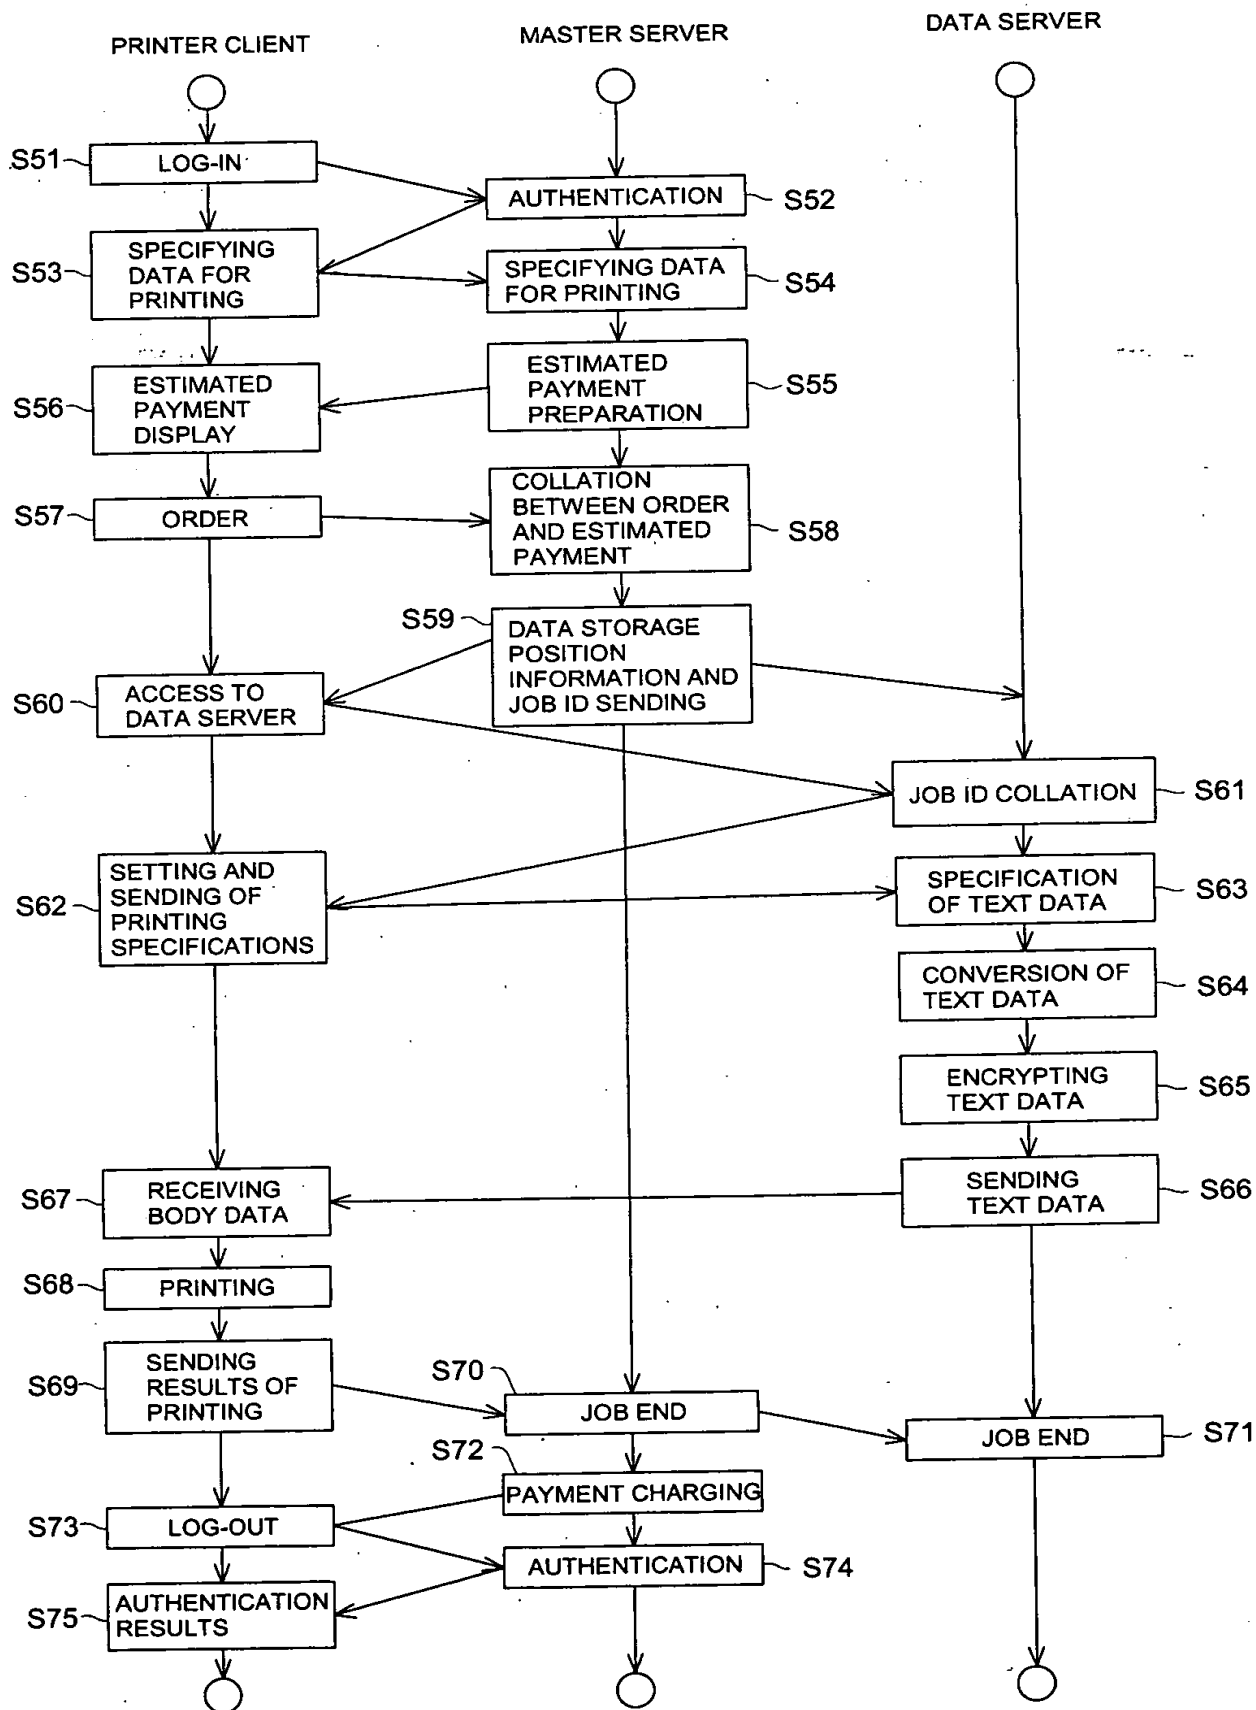 PRINTER CLIENT
MASTER SERVER
DATA SERVER
S51
LOG-IN
AUTHENTICATION
S52
S53
SPECIFYING
DATA FOR
PRINTING
SPECIFYING DATA
FOR PRINTING
S54
ESTIMATED
PAYMENT
PREPARATION
S55
S56
ESTIMATED
PAYMENT
DISPLAY
S57
ORDER
COLLATION
BETWEEN ORDER
AND ESTIMATED
PAYMENT
S58
S59
DATA STORAGE
POSITION
INFORMATION AND
JOB ID SENDING
S60
ACCESS TO
DATA SERVER
JOB ID COLLATION
S61
S62
SETTING AND
SENDING OF
PRINTING
SPECIFICATIONS
SPECIFICATION
OF TEXT DATA
S63
CONVERSION OF
TEXT DATA
S64
ENCRYPTING
TEXT DATA
S65
SENDING
TEXT DATA
S66
S67
RECEIVING
BODY DATA
S68
PRINTING
S69
SENDING
RESULTS OF
PRINTING
S70
JOB END
JOB END
S71
S72
PAYMENT CHARGING
S73
LOG-OUT
AUTHENTICATION
S74
S75
AUTHENTICATION
RESULTS